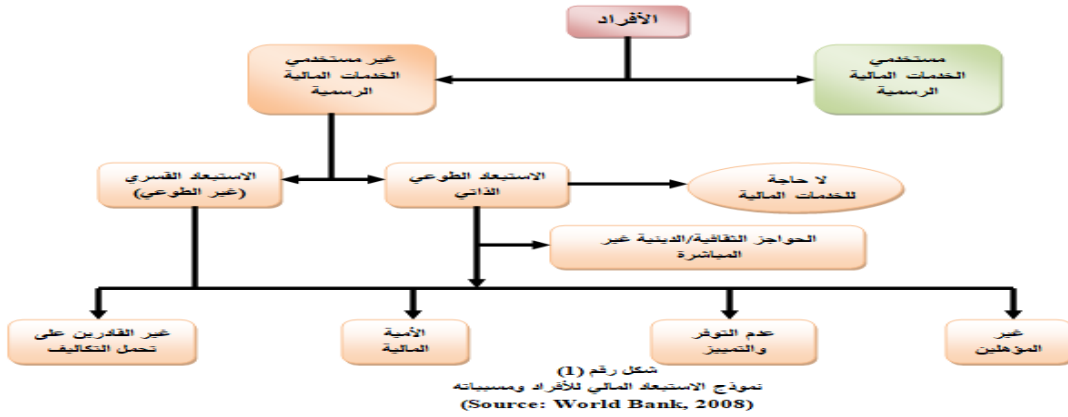 الأفراد
غير مستخدمي
الخدمات المالية
الرسمية
مستخدمي
الخدمات المالية
الرسمية
الاستبعاد القسري
(غير الطوعي)
الاستبعاد الطوعي
الذاتي
لا حاجة
للخدمات المالية
الحواجز الثقافية/الدينية غير
المباشرة
غير القادرين على
تحمل التكاليف
الأمية
المالية
عدم التوفر
والتمييز
غير
المؤهلين
شكل رقم (1)
نموذج الاستبعاد المالي للأفراد ومسبباته
(Source: World Bank, 2008)